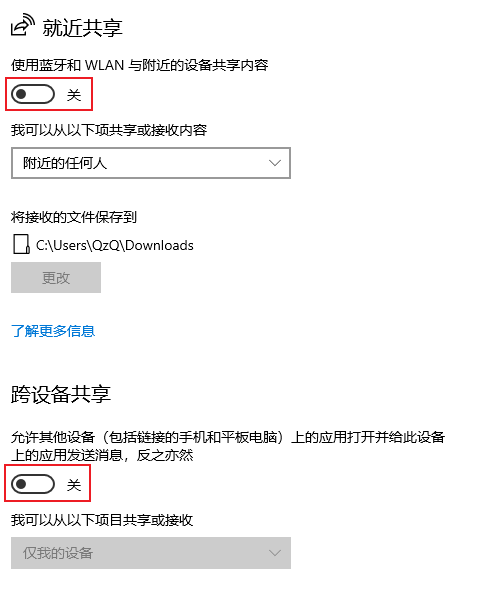 就近共享
使用蓝牙和 WLAN 与附近的设备共享内容
关
我可以从以下项共享或接收内容
附近的任何人
将接收的文件保存到
C:\Users\QzQ\Downloads
更改
了解更多信息
跨设备共享
允许其他设备（包括链接的手机和平板电脑）上的应用打开并给此设备
上的应用发送消息，反之亦然
关
我可以从以下项目共享或接收
仅我的设备